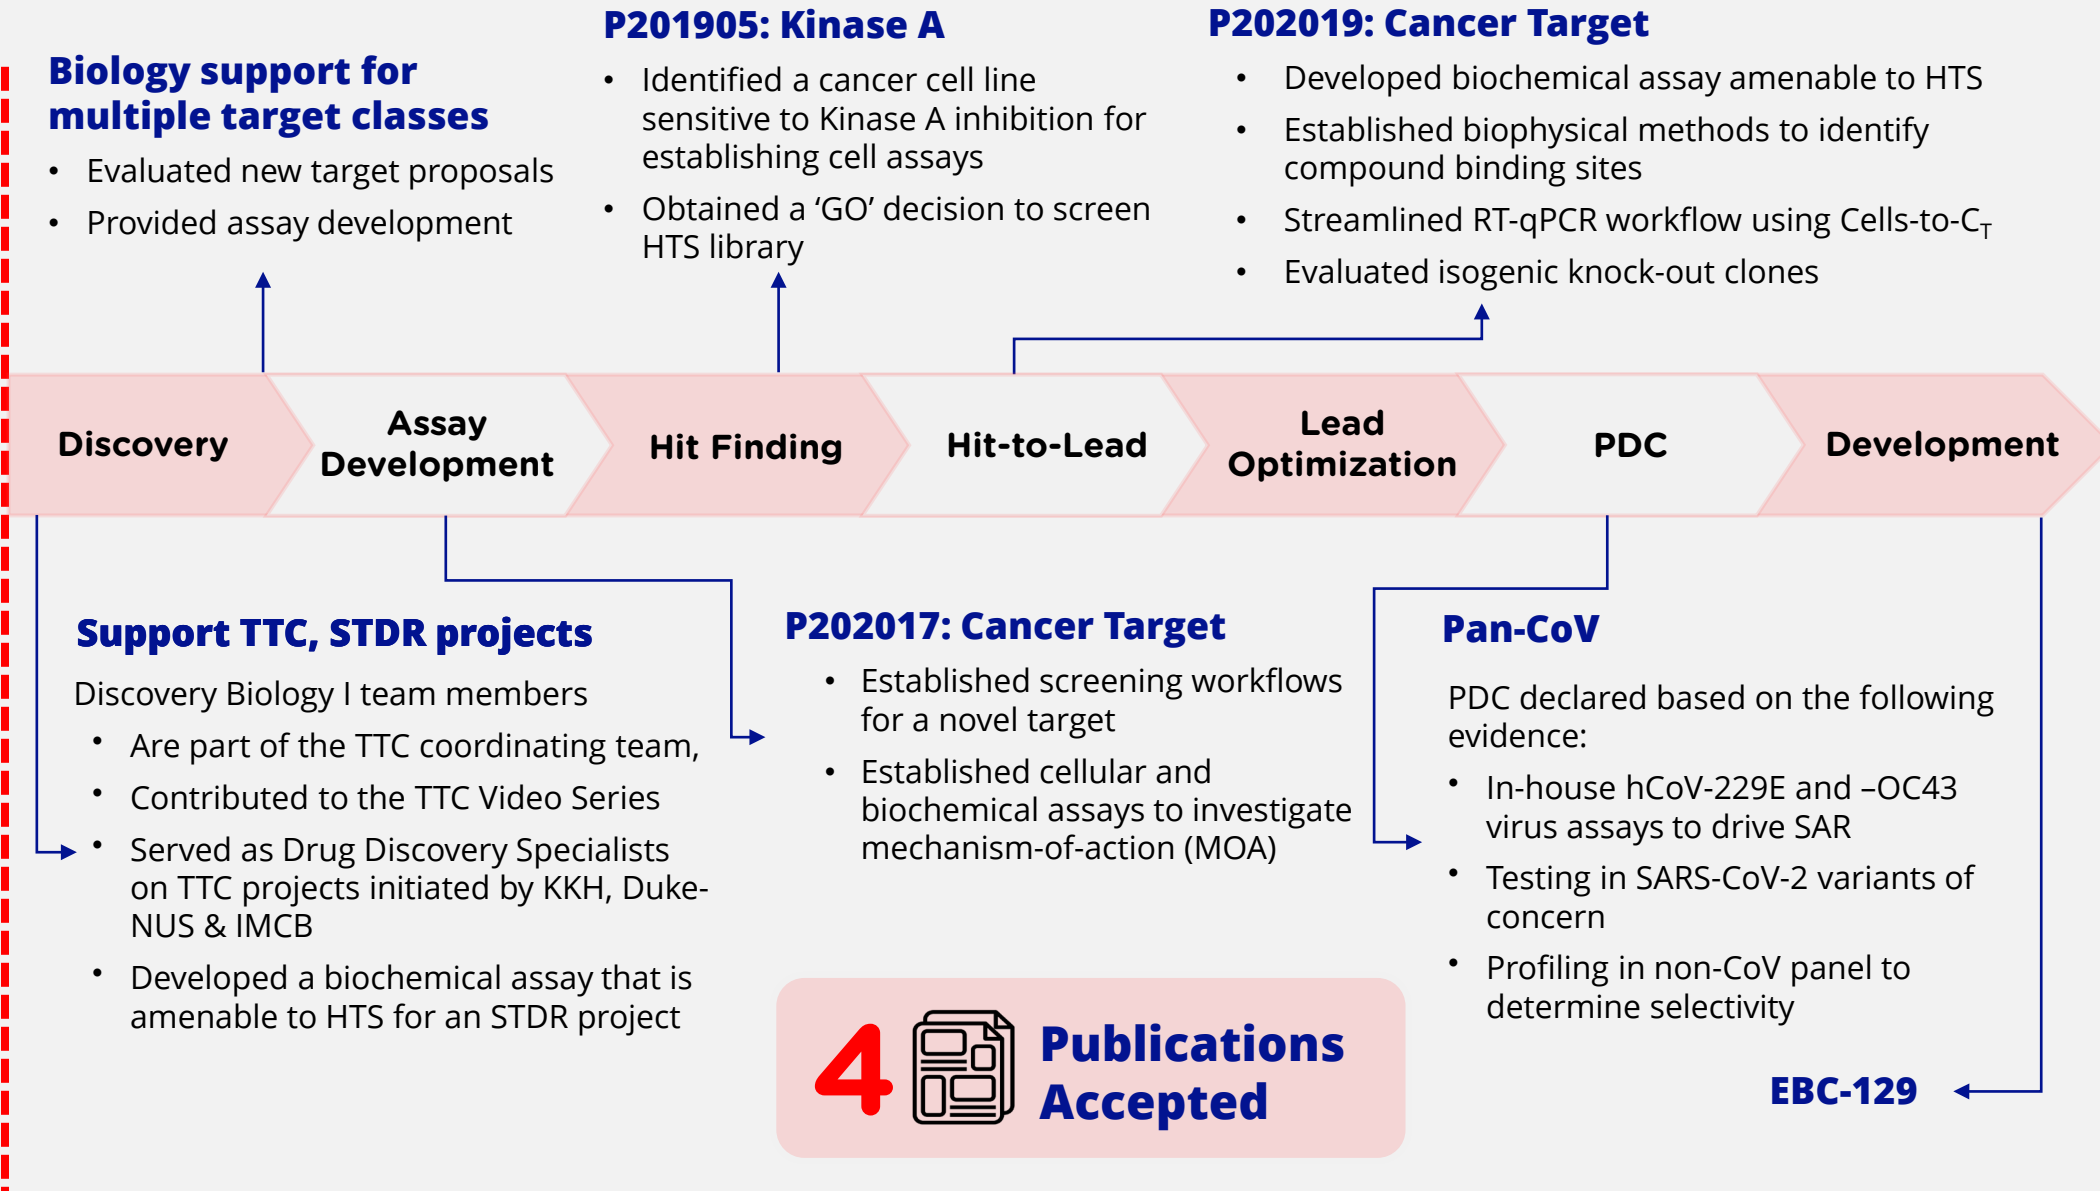 Biology support for
multiple target classes
• Evaluated new target proposals
• Provided assay development
P201905: Kinase A
• Identified a cancer cell line
sensitive to Kinase A inhibition for
establishing cell assays
• Obtained a ‘GO’ decision to screen
HTS library
P202019: Cancer Target
• Developed biochemical assay amenable to HTS
• Established biophysical methods to identify
compound binding sites
• Streamlined RT-qPCR workflow using Cells-to-CT
• Evaluated isogenic knock-out clones
Discovery
Assay
Development
Hit Finding
Hit-to-Lead
Lead
Optimization
PDC
Development
Support TTC, STDR projects
Discovery Biology I team members
• Are part of the TTC coordinating team,
• Contributed to the TTC Video Series
• Served as Drug Discovery Specialists
on TTC projects initiated by KKH, Duke-
NUS & IMCB
• Developed a biochemical assay that is
amenable to HTS for an STDR project
P202017: Cancer Target
• Established screening workflows
for a novel target
• Established cellular and
biochemical assays to investigate
mechanism-of-action (MOA)
4
Publications
Accepted
Pan-CoV
PDC declared based on the following
evidence:
• In-house hCoV-229E and –OC43
virus assays to drive SAR
• Testing in SARS-CoV-2 variants of
concern
• Profiling in non-CoV panel to
determine selectivity
EBC-129